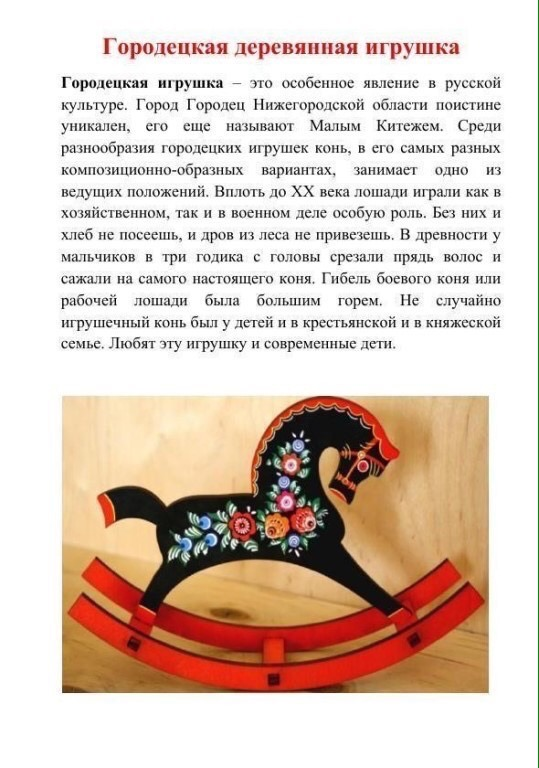 Городецкая деревянная игрушка
Городецкая игрушка – это особенное явление в русской
культуре. Город Городец Нижегородской области поистине
уникален, его еще называют Малым Китежем. Среди
разнообразия городецких игрушек конь, в его самых разных
композиционно-образных вариантах, занимает одно из
ведущих положений. Вплоть до XX века лошади играли как в
хозяйственном, так и в военном деле особую роль. Без них и
хлеб не посеешь, и дров из леса не привезешь. В древности у
мальчиков в три годика с головы срезали прядь волос и
сажали на самого настоящего коня. Гибель боевого коня или
рабочей лошади была большим горем. Не случайно
игрушечный конь был у детей и в крестьянской и в княжеской
семье. Любят эту игрушку и современные дети.